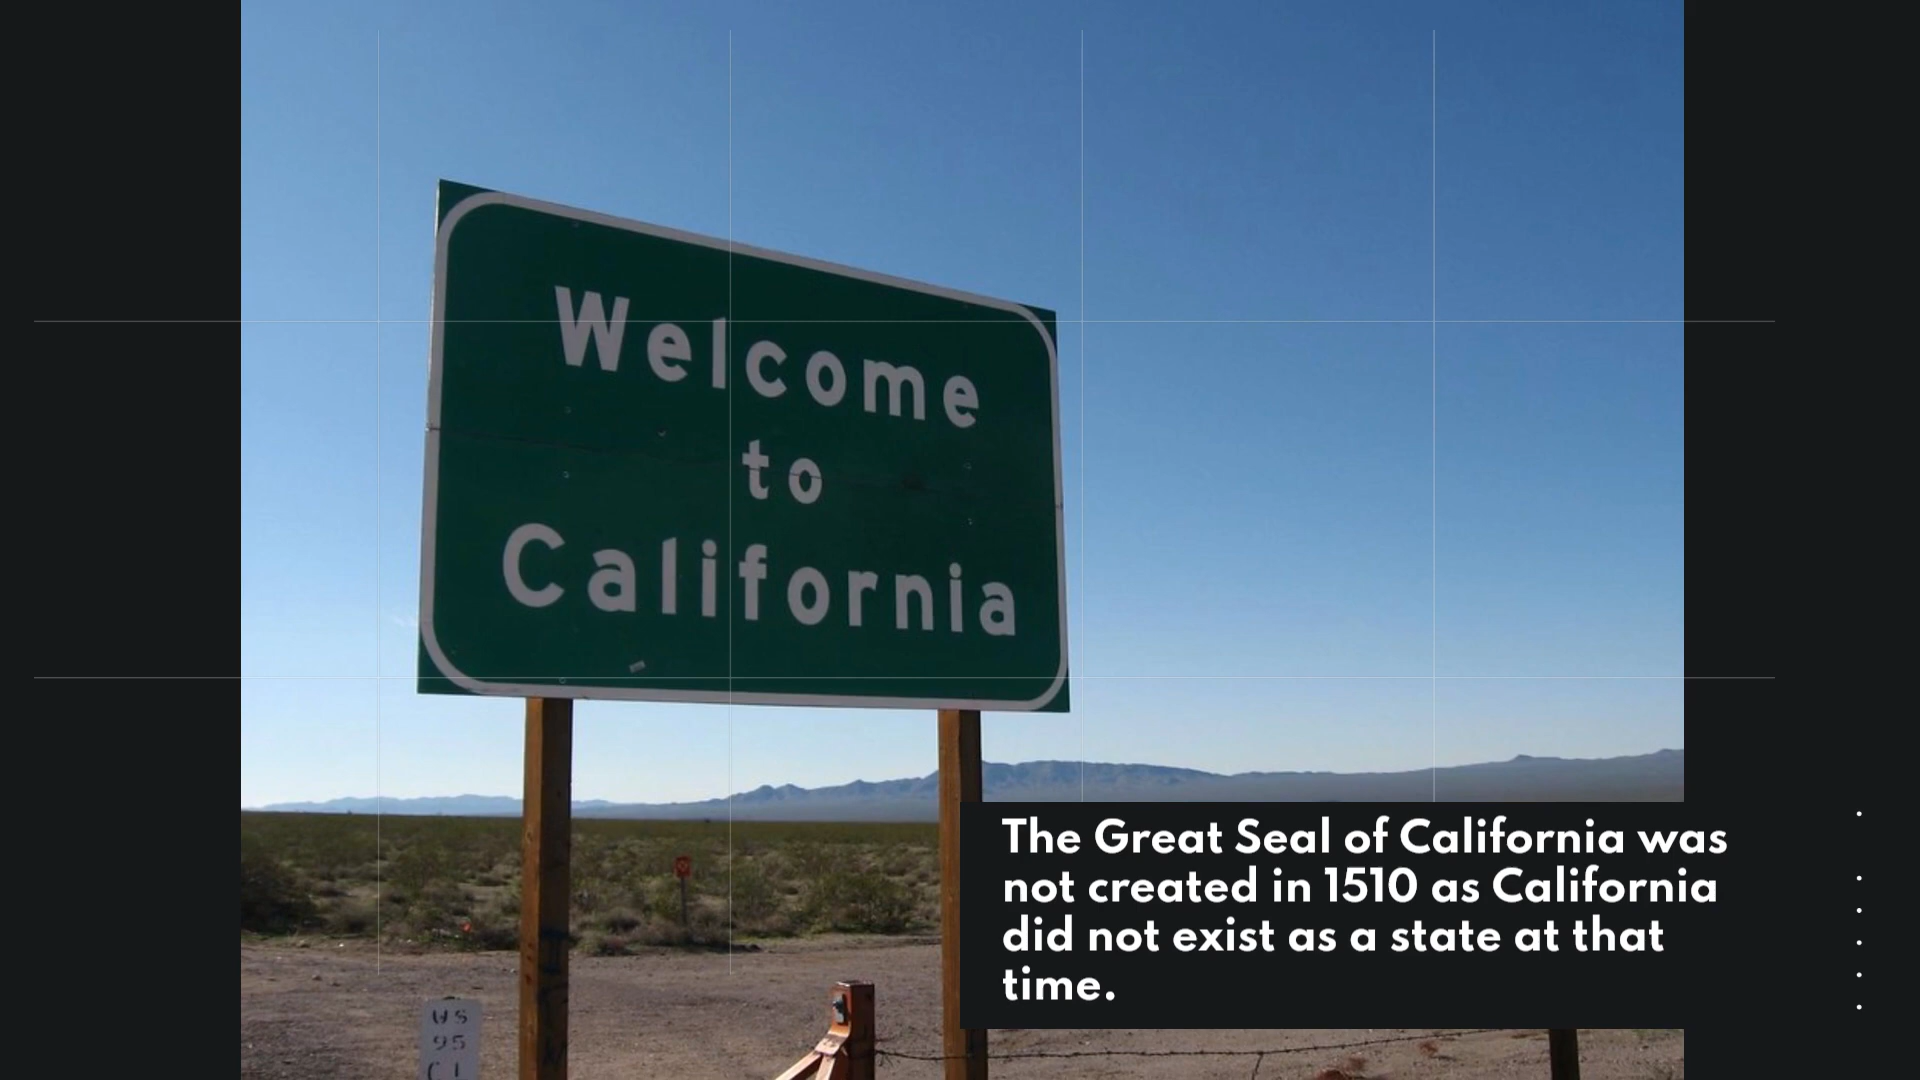 Welcome
to
California
The Great Seal of California was
not created in 1510 as California
did not exist as a state at that
time.
WS
95
C I